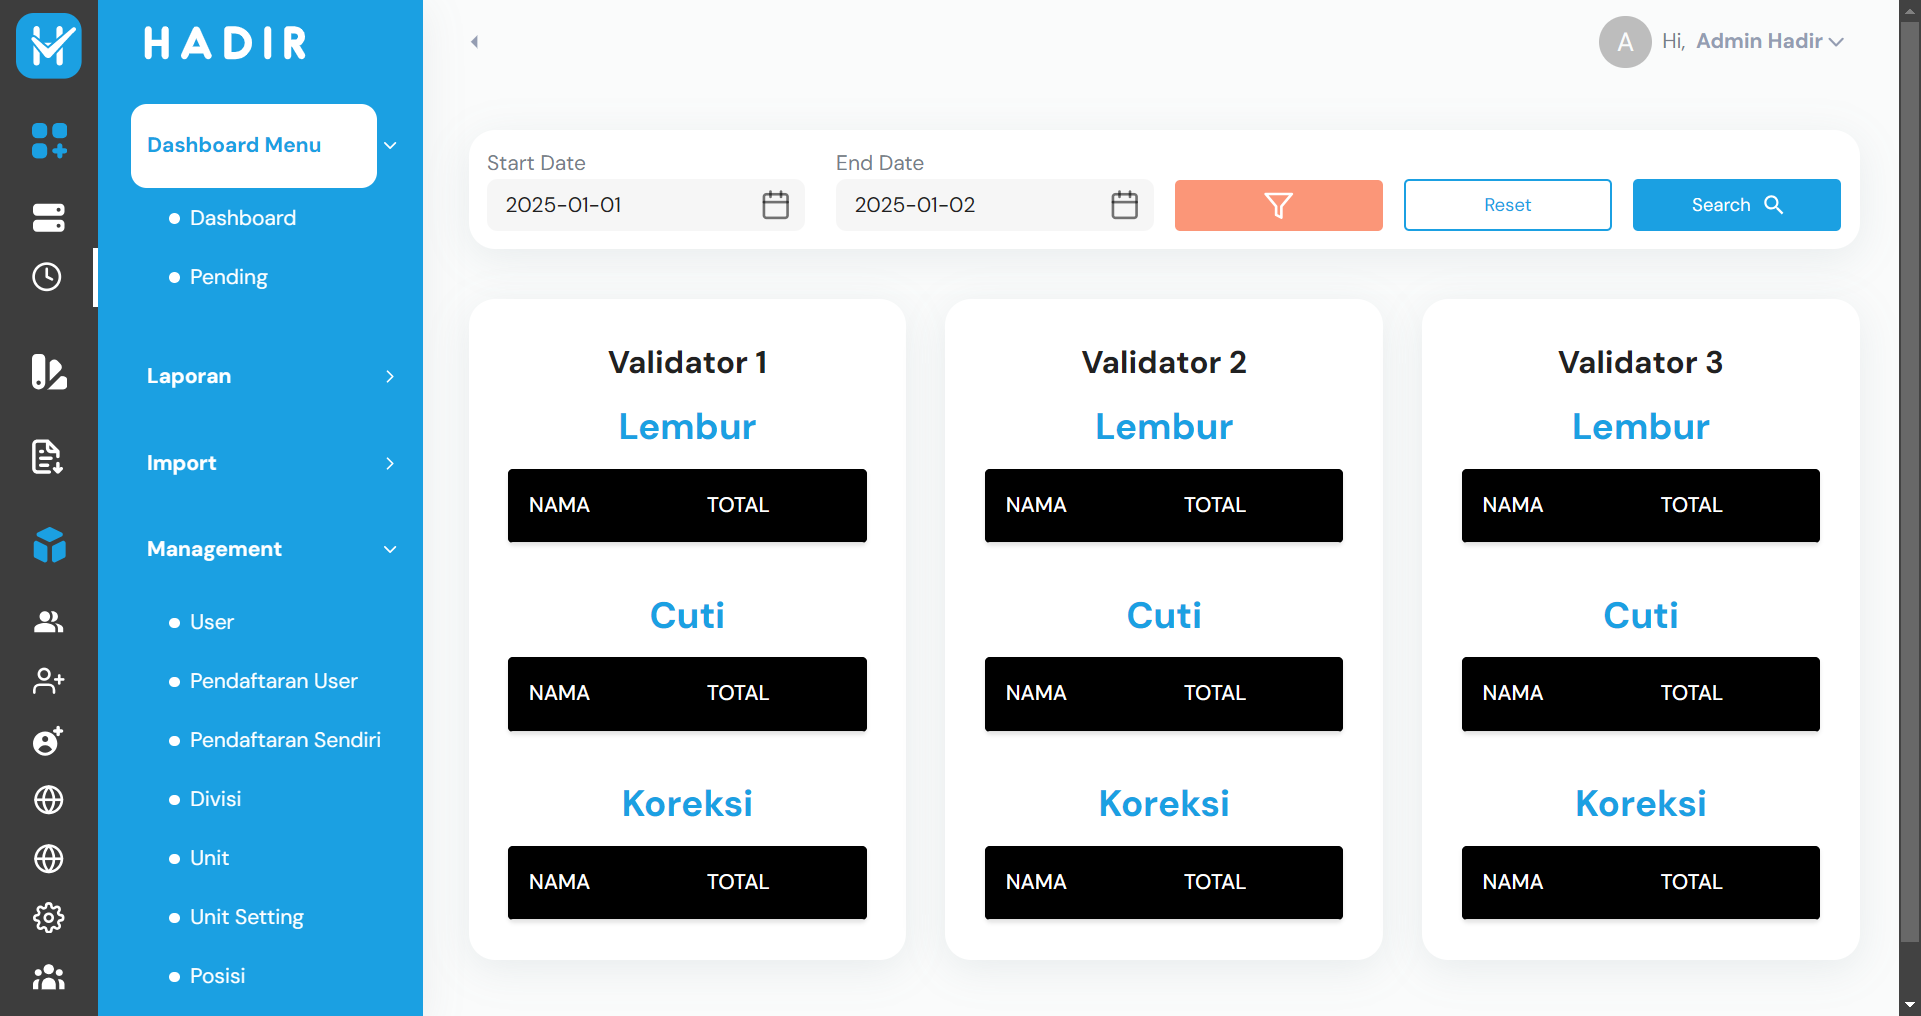 HADIR
Dashboard Menu
Dashboard
Pending
Laporan
Import
Management
User
Pendaftaran User
Pendaftaran Sendiri
Divisi
Unit
Unit Setting
Posisi
A
Hi, Admin Hadir
Start Date
End Date
2025-01-01
2025-01-02
Reset
Search
Validator 1
Lembur
NAMA TOTAL
Cuti
NAMA TOTAL
Koreksi
NAMA TOTAL
Validator 2
Lembur
NAMA TOTAL
Cuti
NAMA TOTAL
Koreksi
NAMA TOTAL
Validator 3
Lembur
NAMA TOTAL
Cuti
NAMA TOTAL
Koreksi
NAMA TOTAL